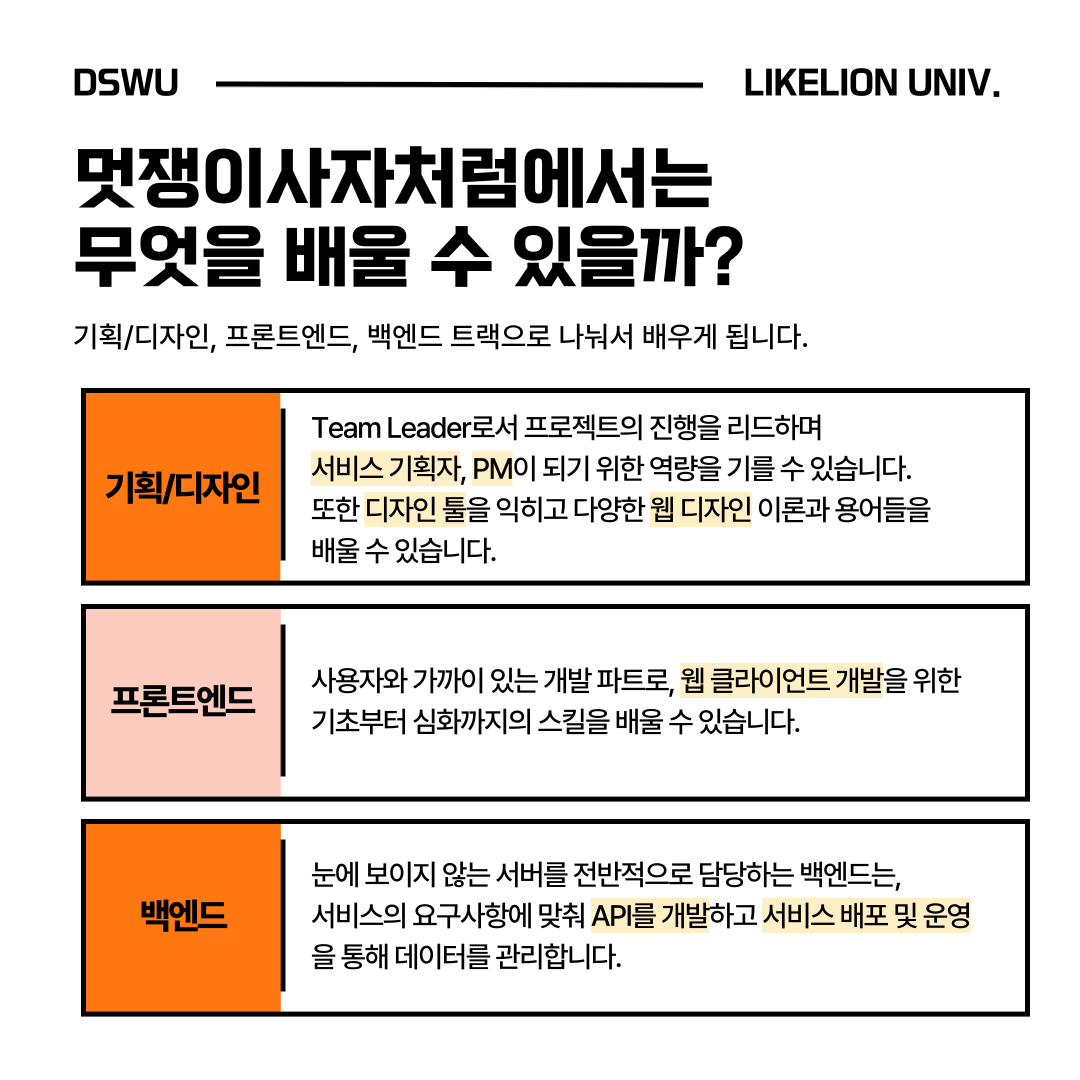 DSWU
LIKELION UNIV.
멋쟁이사자처럼에서는
무엇을 배울 수 있을까?
기획/디자인, 프론트엔드, 백엔드 트랙으로 나눠서 배우게 됩니다.
기획/디자인
Team Leader로서 프로젝트의 진행을 리드하며
서비스 기획자, PM이 되기 위한 역량을 기를 수 있습니다.
또한 디자인 툴을 익히고 다양한 웹 디자인 이론과 용어들을
배울 수 있습니다.
프론트엔드
사용자와 가까이 있는 개발 파트로, 웹 클라이언트 개발을 위한
기초부터 심화까지의 스킬을 배울 수 있습니다.
백엔드
눈에 보이지 않는 서버를 전반적으로 담당하는 백엔드는,
서비스의 요구사항에 맞춰 API를 개발하고 서비스 배포 및 운영
을 통해 데이터를 관리합니다.